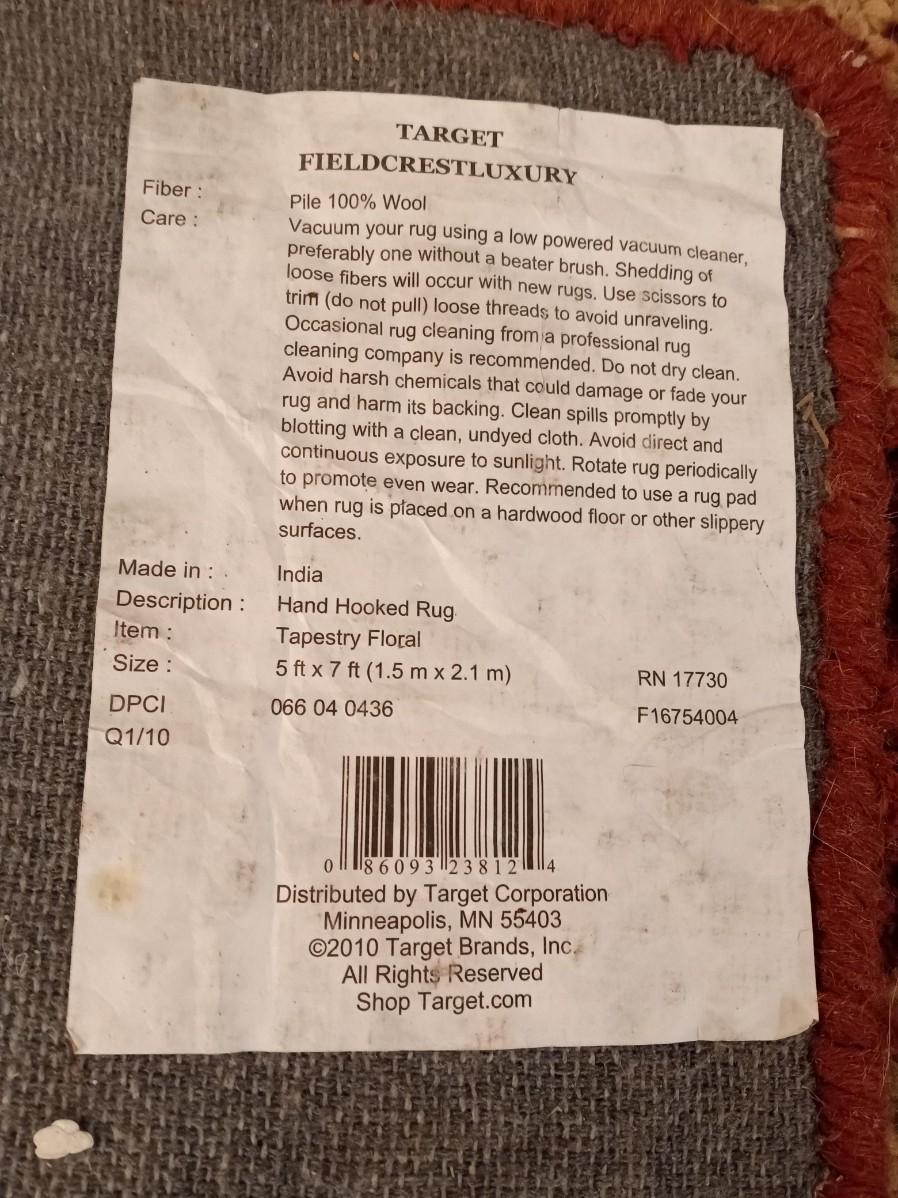 TARGET
FIELDCRESTLUXURY
Fiber : Pile 100% Wool
Care : Vacuum your rug using a low powered vacuum cleaner,
preferably one without a beater brush. Shedding of
loose fibers will occur with new rugs. Use scissors to
trim (do not pull) loose threads to avoid unraveling.
Occasional rug cleaning from a professional rug
cleaning company is recommended. Do not dry clean.
Avoid harsh chemicals that could damage or fade your
rug and harm its backing. Clean spills promptly by
blotting with a clean, undyed cloth. Avoid direct and
continuous exposure to sunlight. Rotate rug periodically
to promote even wear. Recommended to use a rug pad
when rug is placed on a hardwood floor or other slippery
surfaces.
Made in : India
Description : Hand Hooked Rug
Item : Tapestry Floral
Size : 5 ft x 7 ft (1.5 m x 2.1 m) RN 17730
DPCI 066 04 0436 F16754004
Q1/10
0 86093 23812 4
Distributed by Target Corporation
Minneapolis, MN 55403
©2010 Target Brands, Inc.
All Rights Reserved
Shop Target.com